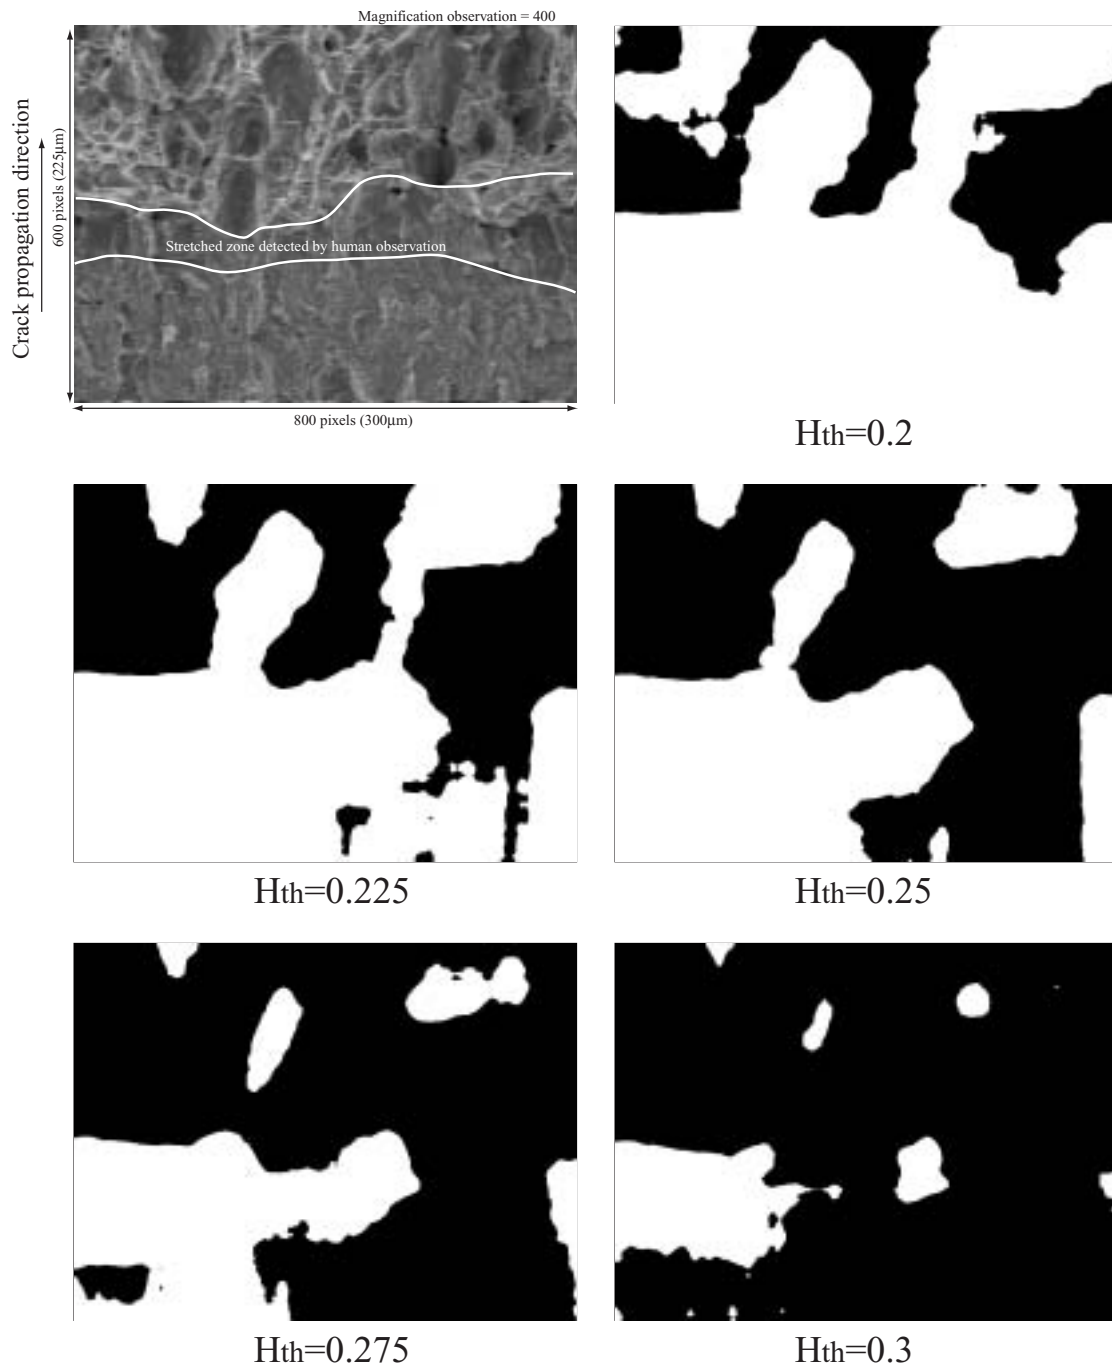 Magnification observation = 400
Crack propagation direction
600 pixels (225μm)
Stretched zone detected by human observation
800 pixels (300μm)
Hth=0.2
Hth=0.225
Hth=0.25
Hth=0.275
Hth=0.3